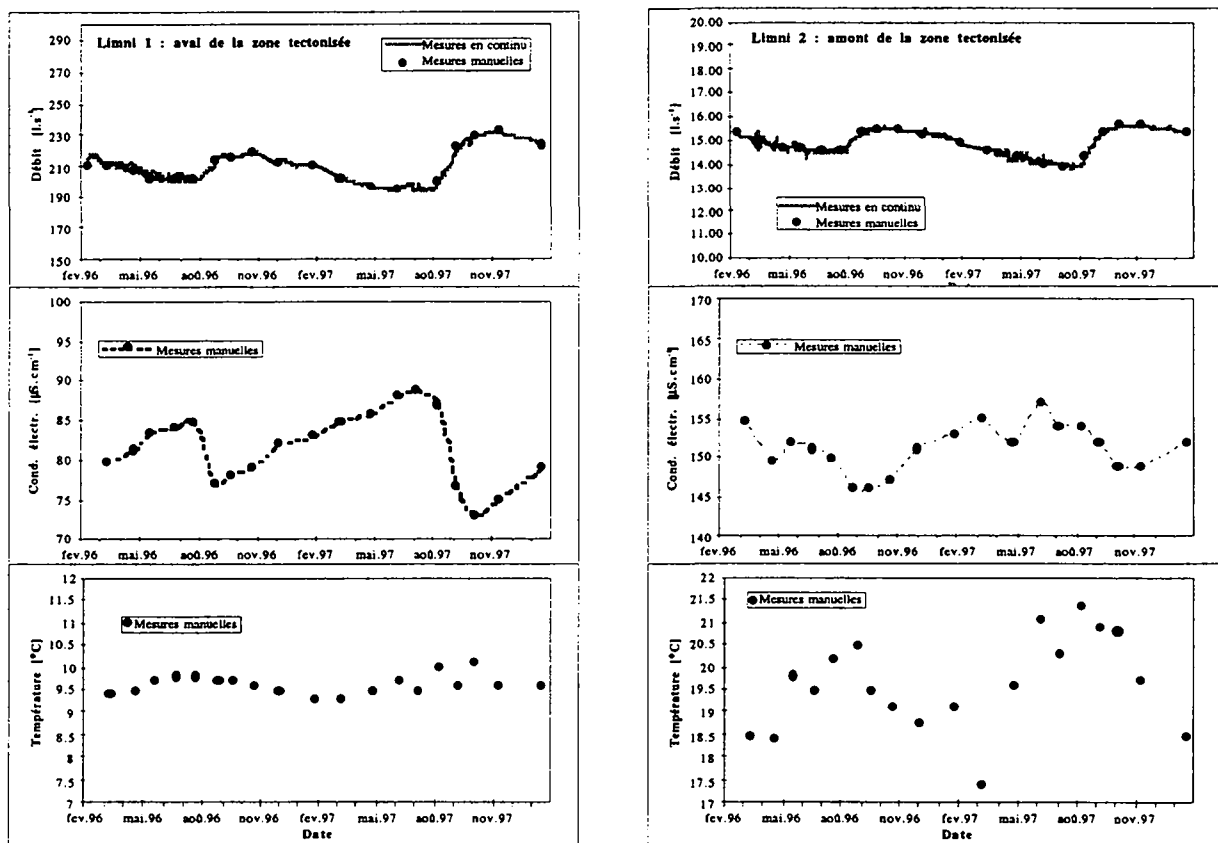 Limni 1 : aval de la zone tectonisée
Mesures en continu
Mesures manuelles
Débit [l.s⁻¹]
290
270
250
230
210
190
170
150
fev.96 mai.96 aoû.96 nov.96 fev.97 mai.97 aoû.97 nov.97
Limni 2 : amont de la zone tectonisée
Mesures en continu
Mesures manuelles
Débit [l.s⁻¹]
20.00
19.00
18.00
17.00
16.00
15.00
14.00
13.00
12.00
11.00
10.00
fev.96 mai.96 aoû.96 nov.96 fev.97 mai.97 aoû.97 nov.97
Mesures manuelles
Cond. électr. [µS.cm⁻¹]
100
95
90
85
80
75
70
fev.96 mai.96 aoû.96 nov.96 fev.97 mai.97 aoû.97 nov.97
Mesures manuelles
Cond. électr. [µS.cm⁻¹]
170
165
160
155
150
145
140
fev.96 mai.96 aoû.96 nov.96 fev.97 mai.97 aoû.97 nov.97
Mesures manuelles
Température [°C]
12
11.5
11
10.5
10
9.5
9
8.5
8
7.5
7
fev.96 mai.96 aoû.96 nov.96 fev.97 mai.97 aoû.97 nov.97
Date
Mesures manuelles
Température [°C]
22
21.5
21
20.5
20
19.5
19
18.5
18
17.5
17
fev.96 mai.96 aoû.96 nov.96 fev.97 mai.97 aoû.97 nov.97
Date